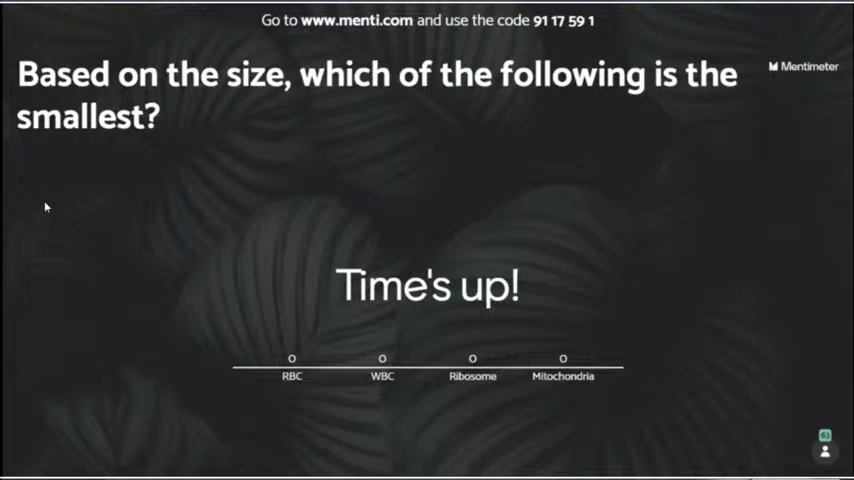 Go to www.menti.com and use the code 91 17 59 1
Based on the size, which of the following is the
smallest?
Mentimeter
Time's up!
0 0 0 0
RBC WBC Ribosome Mitochondria